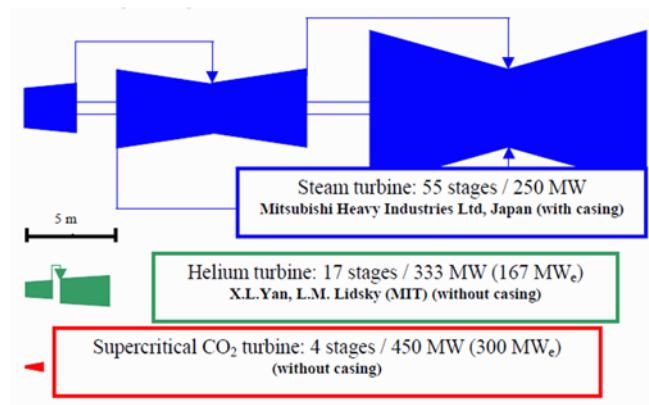 Steam turbine: 55 stages / 250 MW
Mitsubishi Heavy Industries Ltd, Japan (with casing)
5 m
Helium turbine: 17 stages / 333 MW (167 MWe)
X.L.Yan, L.M. Lidsky (MIT) (without casing)
Supercritical CO2 turbine: 4 stages / 450 MW (300 MWe)
(without casing)